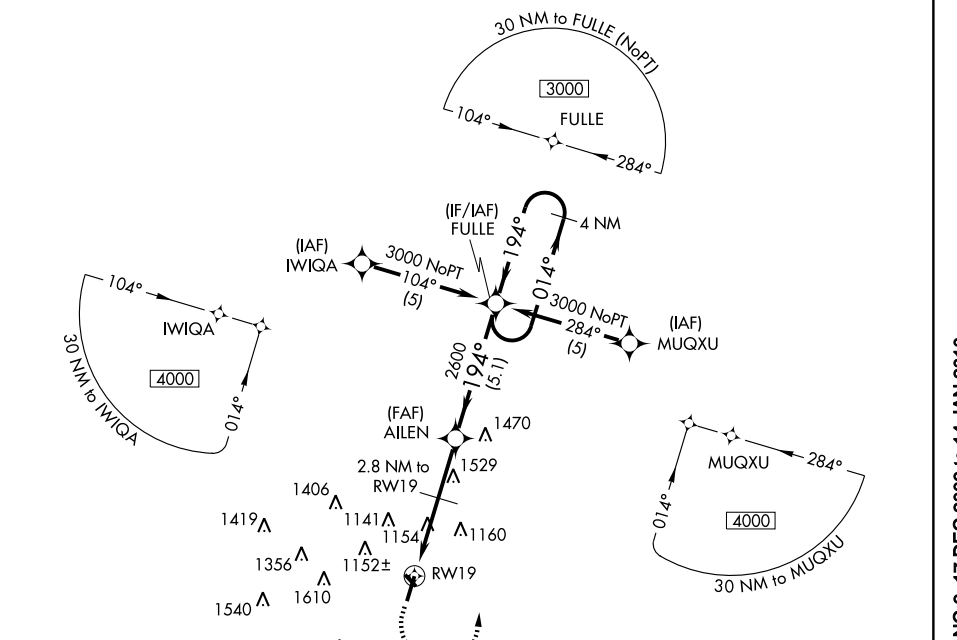 30 NM to FULLE (NoPT)
3000
FULLE
104°
284°
(IF/IAF)
FULLE
4 NM
194°
014°
(IAF)
IWIQA
3000 NoPT
104°
(5)
3000 NoPT
284°
(5)
(IAF)
MUQXU
104°
IWIQA
4000
014°
30 NM to IWIQA
2600
194°
(5.1)
(FAF)
AILEN
1470
MUQXU
284°
014°
4000
30 NM to MUQXU
2.8 NM to
RW19
1529
1406
1419
1141
1154
1160
1356
1152±
RW19
1610
1540